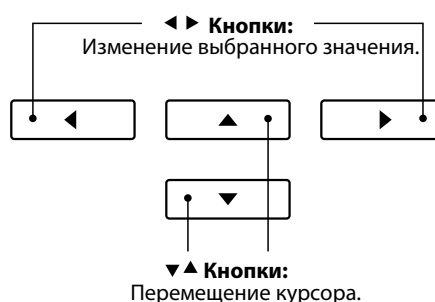 ◀ ▶ Кнопки:
Изменение выбранного значения.
▼▲ Кнопки:
Перемещение курсора.